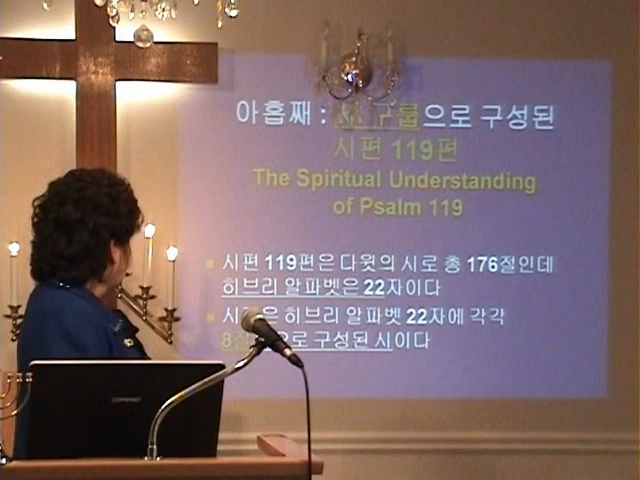 아홉째 : 구룹으로 구성된
시편 119편
The Spiritual Understanding
of Psalm 119
시편 119편은 다윗의 시로 총 176절인데
히브리 알파벳은 22자이다
히브리 알파벳 22자에 각각
구성된 시이다